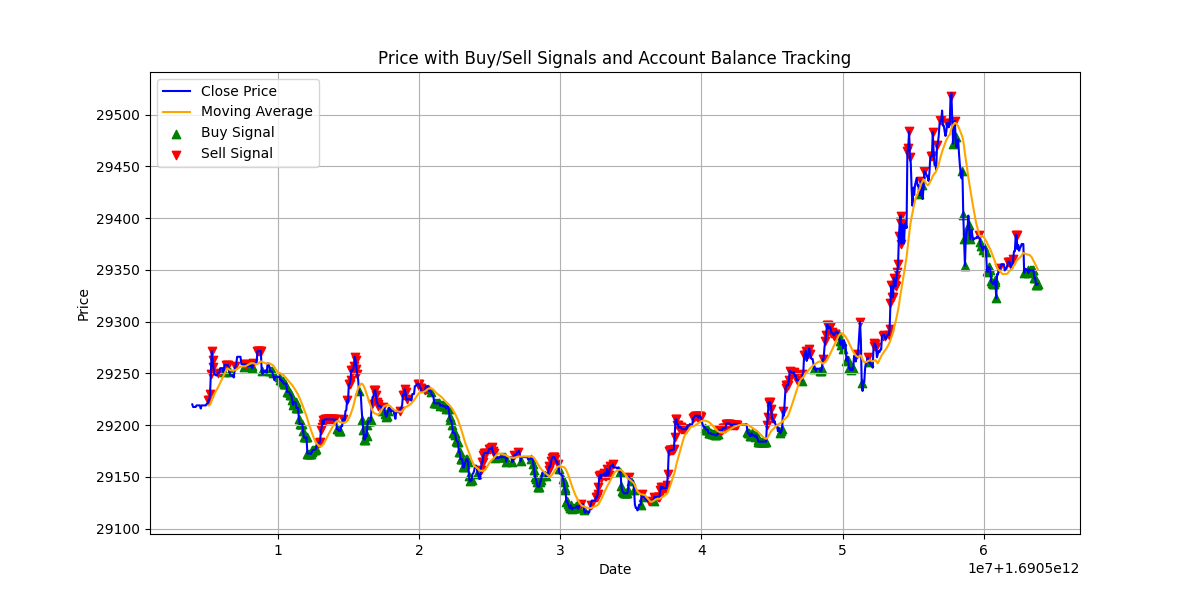 Price with Buy/Sell Signals and Account Balance Tracking
Close Price
Moving Average
Buy Signal
Sell Signal
29500
29450
29400
29350
29300
29250
29200
29150
29100
Price
1 2 3 4 5 6
Date
1e7+1.6905e12